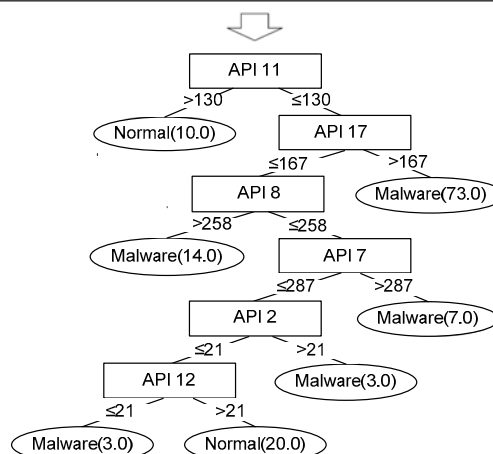 API 11
>130 ≤130
Normal(10.0) API 17
≤167 >167
API 8 Malware(73.0)
>258 ≤258
Malware(14.0) API 7
≤287 >287
API 2 Malware(7.0)
≤21 >21
API 12 Malware(3.0)
≤21 >21
Malware(3.0) Normal(20.0)